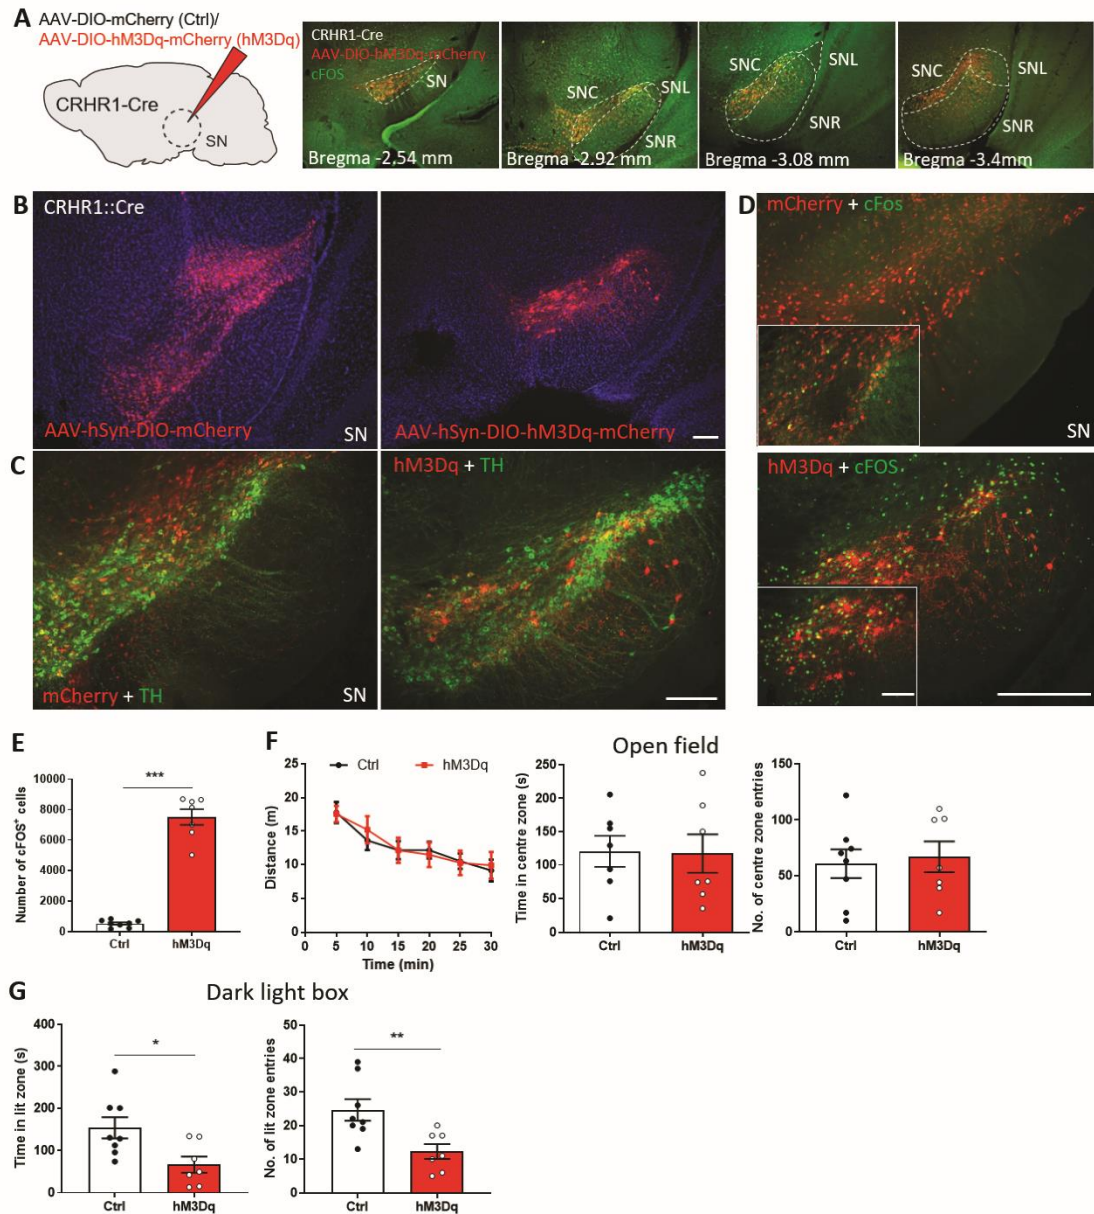 A
AAV-DIO-mCherry (Ctrl)/
AAV-DIO-hM3Dq-mCherry (hM3Dq)
CRHR1-Cre
SN
CRHR1-Cre
AAV-DIO-hM3Dq-mCherry
cFOS
SN
Bregma -2,54 mm
SNC
SNL
SNR
Bregma -2.92 mm
SNC
SNL
SNR
Bregma -3.08 mm
SNC
SNL
SNR
Bregma -3.4mm
B
CRHR1::Cre
AAV-hSyn-DIO-mCherry
SN
AAV-hSyn-DIO-hM3Dq-mCherry
C
mCherry + TH
SN
hM3Dq + TH
D
mCherry + cFos
SN
hM3Dq + cFOS
E
Number of cFOS+ cells
10000
8000
6000
4000
2000
0
***
Ctrl
hM3Dq
F
Open field
Ctrl
hM3Dq
Distance (m)
25
20
15
10
5
0
5
10
15
20
25
30
Time (min)
Time in centre zone (s)
250
200
150
100
50
0
Ctrl
hM3Dq
No. of centre zone entries
150
100
50
0
Ctrl
hM3Dq
G
Dark light box
Time in lit zone (s)
400
300
200
100
0
*
Ctrl
hM3Dq
No. of lit zone entries
50
40
30
20
10
0
**
Ctrl
hM3Dq